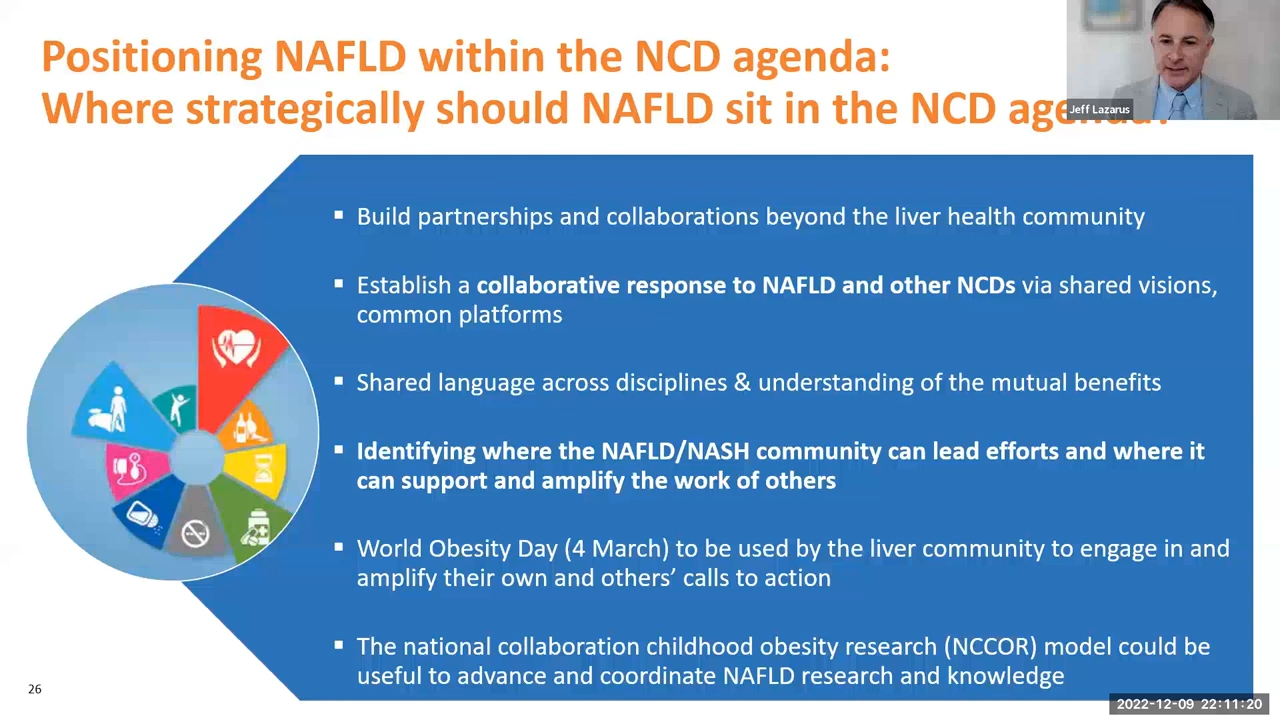 Positioning NAFLD within the NCD agenda:
Where strategically should NAFLD sit in the NCD
Jeff Lazarus
▪ Build partnerships and collaborations beyond the liver health community
▪ Establish a collaborative response to NAFLD and other NCDs via shared visions,
common platforms
▪ Shared language across disciplines & understanding of the mutual benefits
▪ Identifying where the NAFLD/NASH community can lead efforts and where it
can support and amplify the work of others
▪ World Obesity Day (4 March) to be used by the liver community to engage in and
amplify their own and others’ calls to action
▪ The national collaboration childhood obesity research (NCCOR) model could be
useful to advance and coordinate NAFLD research and knowledge
26
2022-12-09 22:11:20